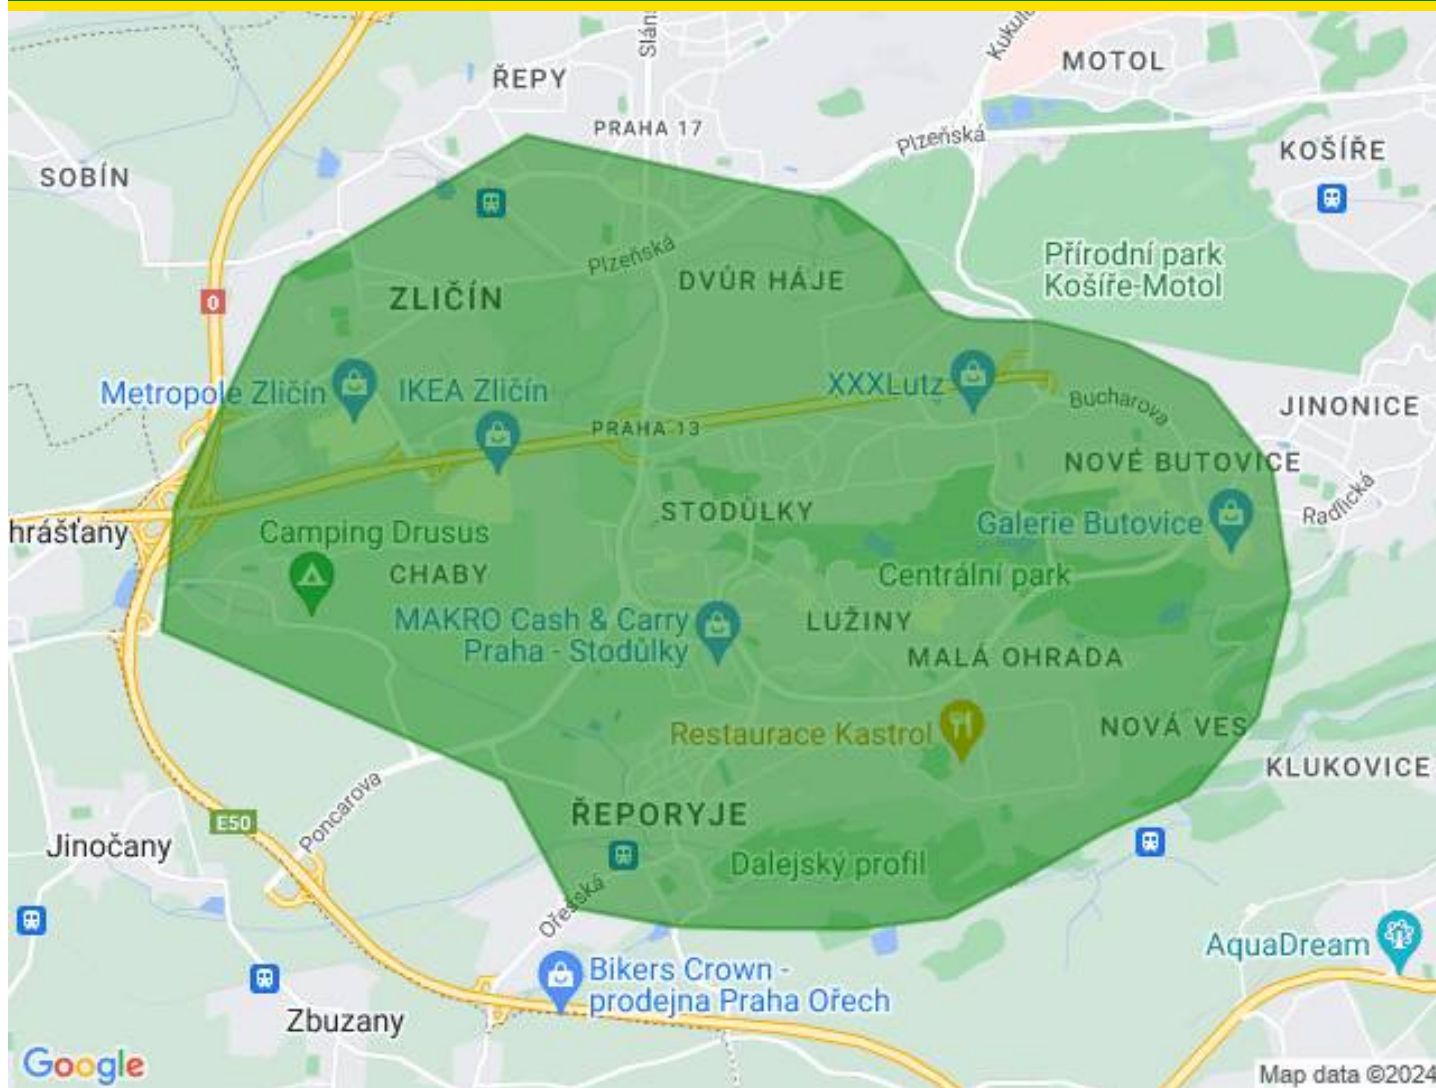 Slán
Kukul
MOTOL
ŘEPY
PRAHA 17
Plzeňská
KOŠÍŘE
SOBÍN
Přírodní park
Košíře-Motol
Plzeňská
DVŮR HÁJE
ZLIČÍN
0
Metropole Zličín
IKEA Zličín
XXXLutz
Bucharova
JINONICE
PRAHA 13
NOVÉ BUTOVICE
Radlická
STODŮLKY
Galerie Butovice
hrášťany
Camping Drusus
CHABY
Centrální park
MAKRO Cash & Carry
Praha - Stodůlky
LUŽINY
MALÁ OHRADA
Restaurace Kastrol
NOVÁ VES
KLUKOVICE
Poncarova
E50
ŘEPORYJE
Jinočany
Dalejský profil
Ořešská
AquaDream
Bikers Crown -
prodejna Praha Ořech
Zbuzany
Google
Map data ©2024